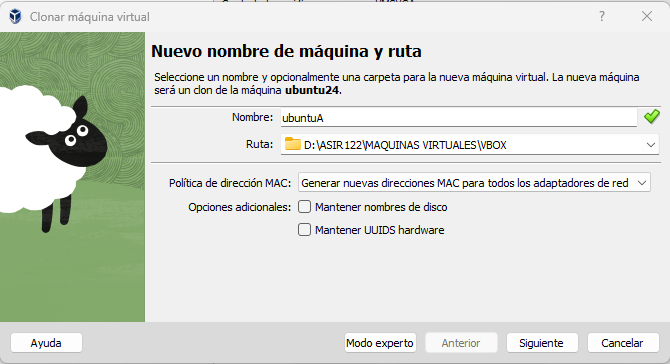 Clonar máquina virtual
Nuevo nombre de máquina y ruta
Seleccione un nombre y opcionalmente una carpeta para la nueva máquina virtual. La nueva máquina
será un clon de la máquina ubuntu24.
Nombre: ubuntuA
Ruta: D:\ASIR122\MAQUINAS VIRTUALES\VBOX
Política de dirección MAC: Generar nuevas direcciones MAC para todos los adaptadores de red
Opciones adicionales: Mantener nombres de disco
Mantener UUIDS hardware
Ayuda Modo experto Anterior Siguiente Cancelar